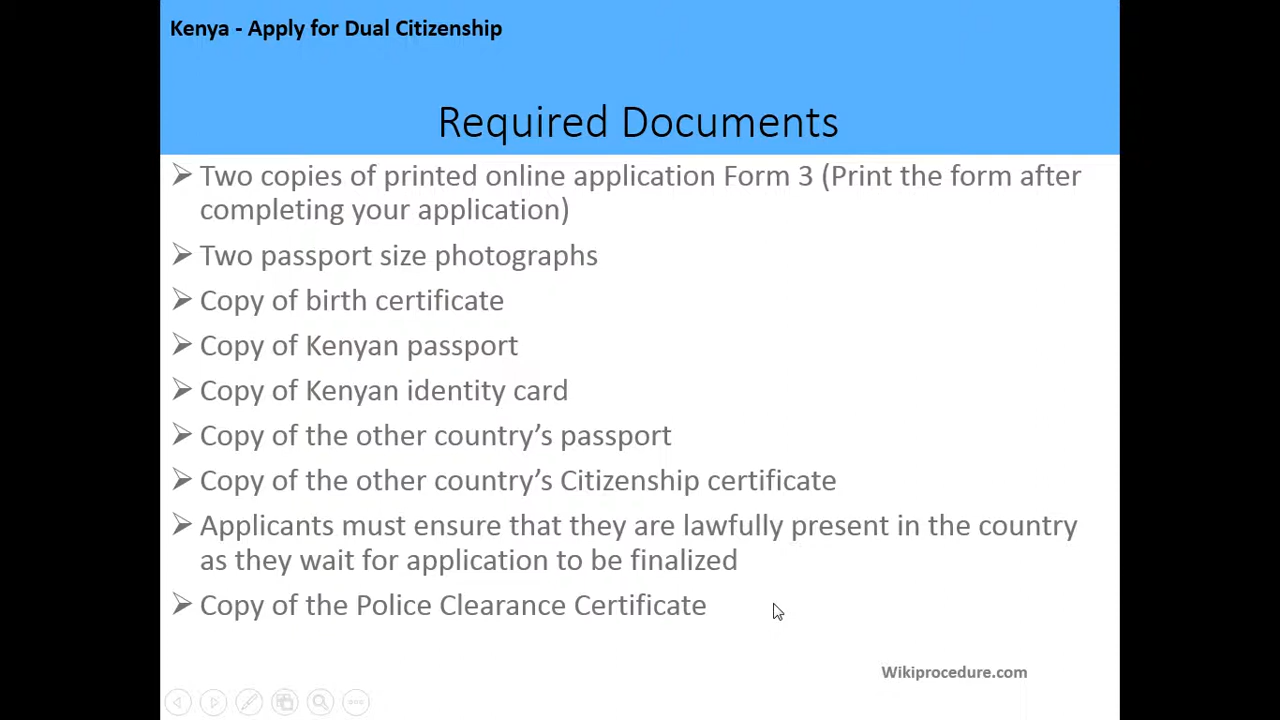 Kenya - Apply for Dual Citizenship
Required Documents
➢ Two copies of printed online application Form 3 (Print the form after
completing your application)
➢ Two passport size photographs
➢ Copy of birth certificate
➢ Copy of Kenyan passport
➢ Copy of Kenyan identity card
➢ Copy of the other country’s passport
➢ Copy of the other country’s Citizenship certificate
➢ Applicants must ensure that they are lawfully present in the country
as they wait for application to be finalized
➢ Copy of the Police Clearance Certificate
Wikiprocedure.com